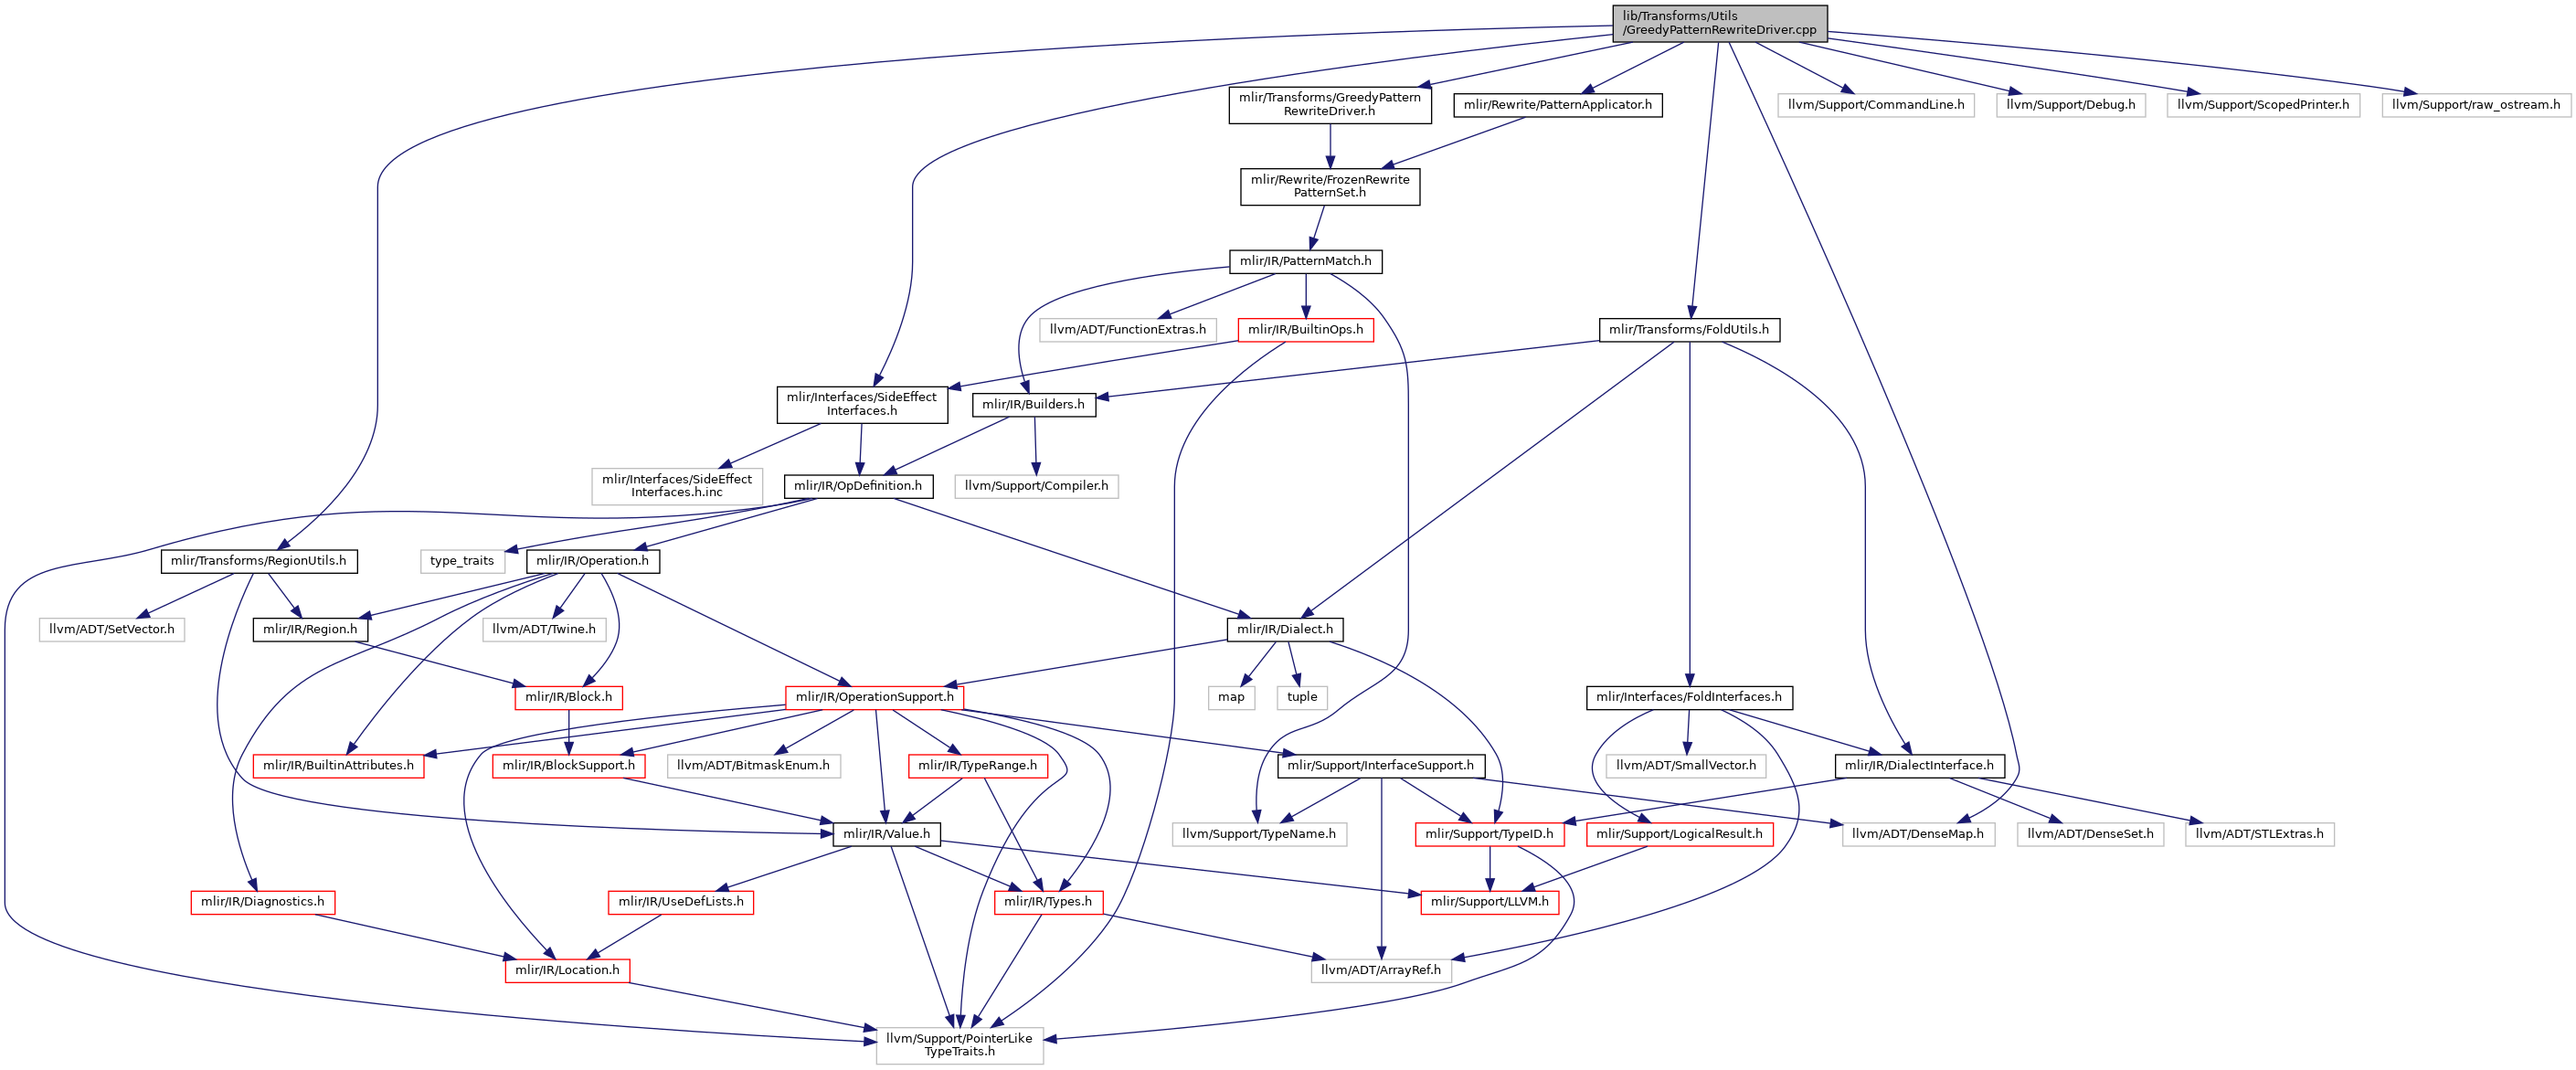 lib/Transforms/Utils
/GreedyPatternRewriteDriver.cpp
mlir/Transforms/GreedyPattern
RewriteDriver.h
mlir/Rewrite/PatternApplicator.h
llvm/Support/CommandLine.h
llvm/Support/Debug.h
llvm/Support/ScopedPrinter.h
llvm/Support/raw_ostream.h
mlir/Rewrite/FrozenRewrite
PatternSet.h
mlir/IR/PatternMatch.h
llvm/ADT/FunctionExtras.h
mlir/IR/BuiltinOps.h
mlir/Transforms/FoldUtils.h
mlir/Interfaces/SideEffect
Interfaces.h
mlir/IR/Builders.h
mlir/Interfaces/SideEffect
Interfaces.h.inc
mlir/IR/OpDefinition.h
llvm/Support/Compiler.h
mlir/Transforms/RegionUtils.h
type_traits
mlir/IR/Operation.h
llvm/ADT/SetVector.h
mlir/IR/Region.h
llvm/ADT/Twine.h
mlir/IR/Dialect.h
mlir/IR/Block.h
mlir/IR/OperationSupport.h
map
tuple
mlir/Interfaces/FoldInterfaces.h
mlir/IR/BuiltinAttributes.h
mlir/IR/BlockSupport.h
llvm/ADT/BitmaskEnum.h
mlir/IR/TypeRange.h
mlir/Support/InterfaceSupport.h
llvm/ADT/SmallVector.h
mlir/IR/DialectInterface.h
mlir/IR/Value.h
llvm/Support/TypeName.h
mlir/Support/TypeID.h
mlir/Support/LogicalResult.h
llvm/ADT/DenseMap.h
llvm/ADT/DenseSet.h
llvm/ADT/STLExtras.h
mlir/IR/Diagnostics.h
mlir/IR/UseDefLists.h
mlir/IR/Types.h
mlir/Support/LLVM.h
mlir/IR/Location.h
llvm/ADT/ArrayRef.h
llvm/Support/PointerLike
TypeTraits.h